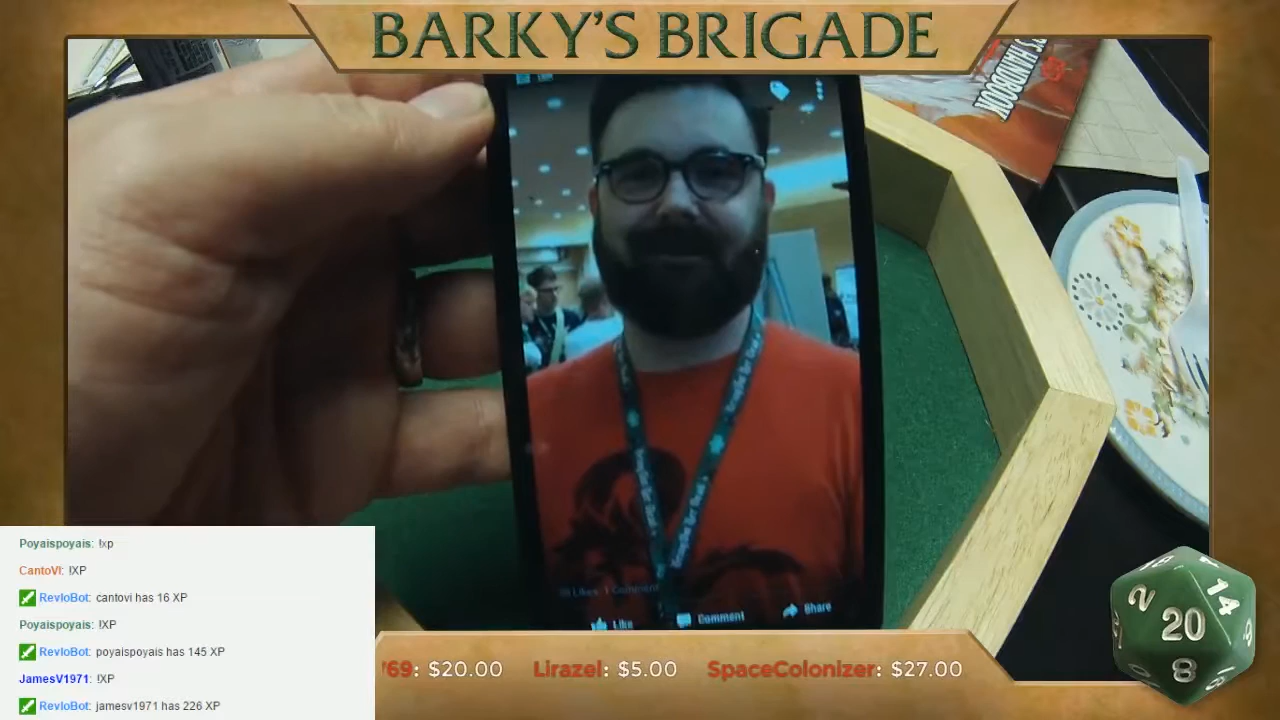 BARKY'S BRIGADE
'S HANDBOOK
Like
Comment
Share
Poyaispoyais: !xp
CantoVI: !XP
RevloBot: cantovi has 16 XP
Poyaispoyais: !XP
RevloBot: poyaispoyais has 145 XP
JamesV1971: !XP
RevloBot: jamesv1971 has 226 XP
'69: $20.00 Lirazel: $5.00 SpaceColonizer: $27.00
2
14
20
8